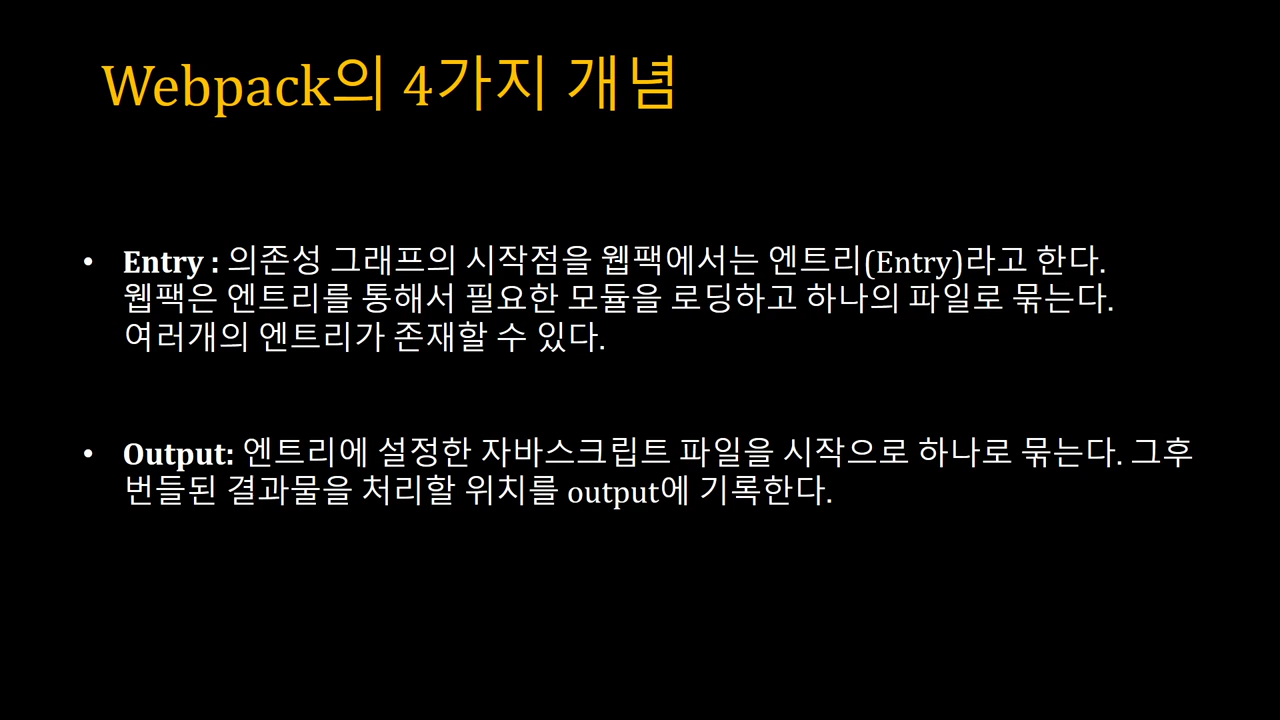 Webpack의 4가지 개념
• Entry : 의존성 그래프의 시작점을 웹팩에서는 엔트리(Entry)라고 한다.
웹팩은 엔트리를 통해서 필요한 모듈을 로딩하고 하나의 파일로 묶는다.
여러개의 엔트리가 존재할 수 있다.
• Output: 엔트리에 설정한 자바스크립트 파일을 시작으로 하나로 묶는다. 그후
번들된 결과물을 처리할 위치를 output에 기록한다.